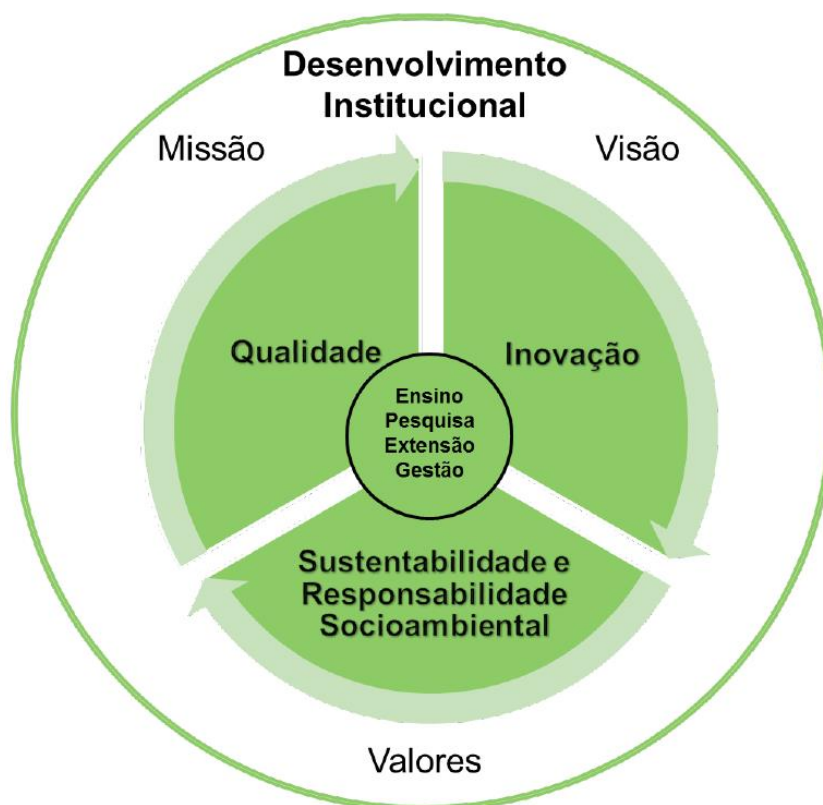 Desenvolvimento
Institucional
Missão
Visão
Qualidade
Inovação
Ensino
Pesquisa
Extensão
Gestão
Sustentabilidade e
Responsabilidade
Socioambiental
Valores